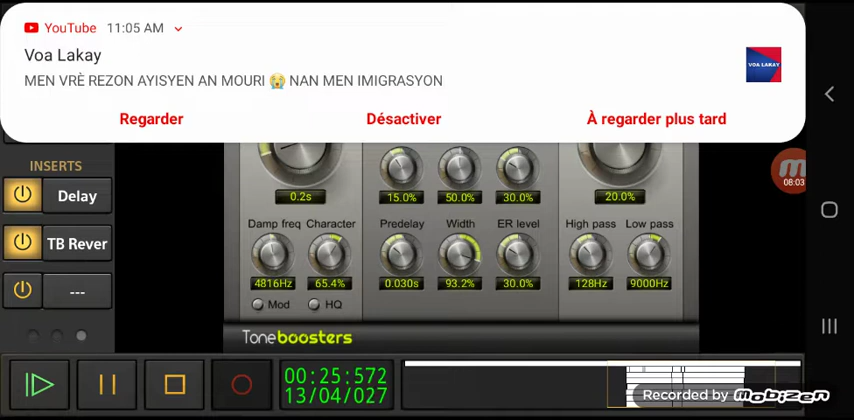 YouTube 11:05 AM
Voa Lakay
MEN VRÈ REZON AYISYEN AN MOURI 😭 NAN MEN IMIGRASYON
VOA LAKAY
Regarder Désactiver À regarder plus tard
INSERTS
Delay
TB Rever
---
0.2s 15.0% 50.0% 30.0% 20.0%
Damp freq Character Predelay Width ER level High pass Low pass
4816Hz 65.4% 0.030s 93.2% 30.0% 128Hz 9000Hz
Mod HQ
Toneboosters
08:03
00:25:572
13/04/027
Recorded by Mobizen